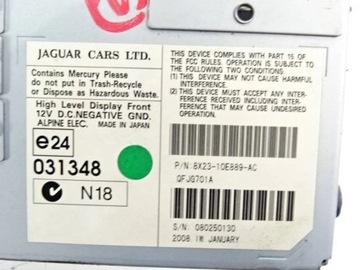 JAGUAR CARS LTD.
Contains Mercury Please
do not put in Trash-Recycle
or Dispose as Hazardous Waste.
High Level Display Front
12V D.C.NEGATIVE GND.
ALPINE ELEC. MADE IN JAPAN
e24
031348
N18
THIS DEVICE COMPLIES WITH PART 15 OF
THE FCC RULES. OPERATION IS SUBJECT TO
THE FOLLOWING TWO CONDITIONS:
(1) THIS DEVICE MAY NOT CAUSE HARMFUL
INTERFERENCE.
(2) THIS DEVICE MUST ACCEPT ANY INTER-
FERENCE RECEIVED INCLUDING INTER-
FERENCE THAT MAY CAUSE UNDESIRED
OPERATION.
P/N:8X23-10E889-AC
QFJG701A
S/N: 080250130
2008.1M JANUARY